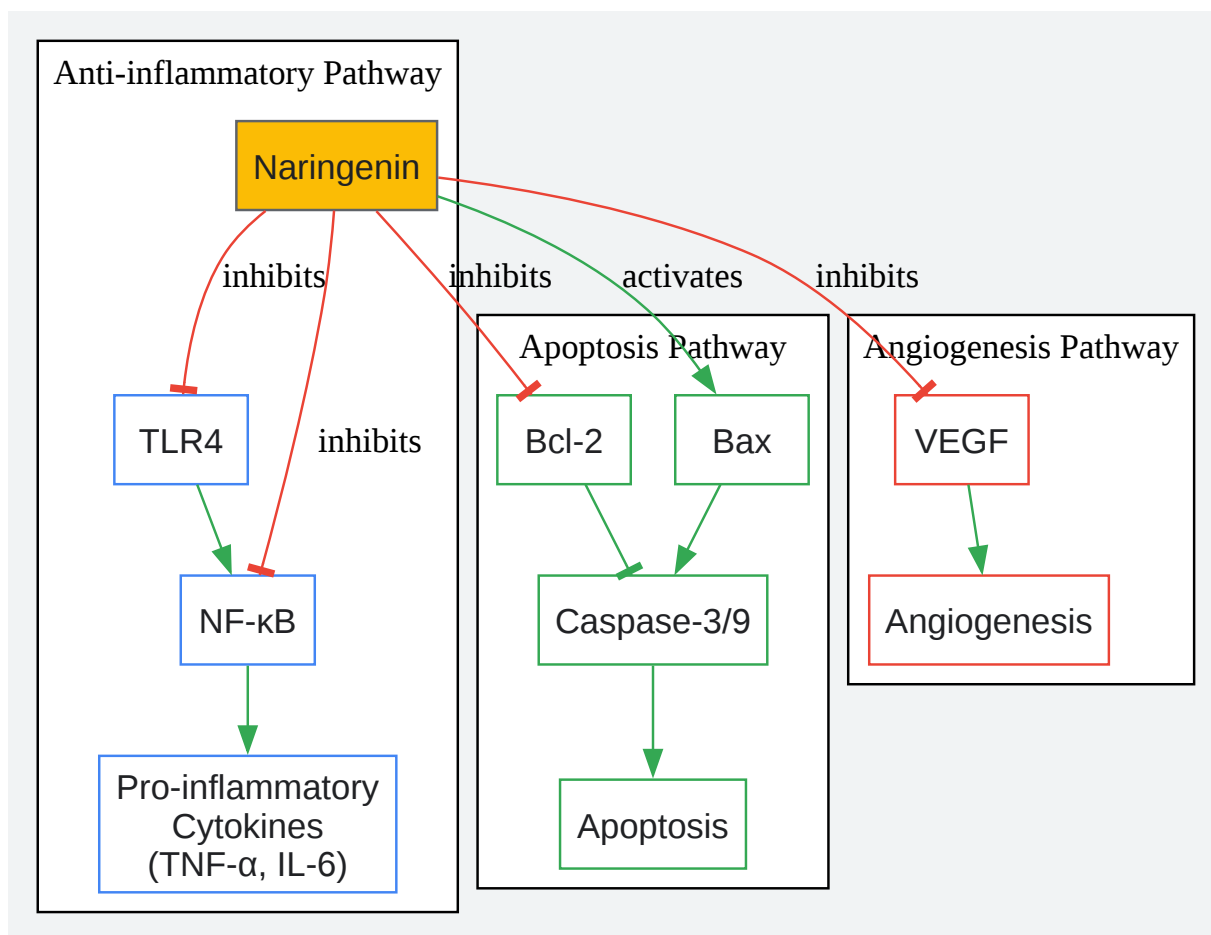 Anti-inflammatory Pathway
Naringenin
inhibits
inhibits
activates
inhibits
Apoptosis Pathway
Angiogenesis Pathway
TLR4
inhibits
Bcl-2
Bax
VEGF
NF-κB
Caspase-3/9
Angiogenesis
Pro-inflammatory
Cytokines
(TNF-α, IL-6)
Apoptosis